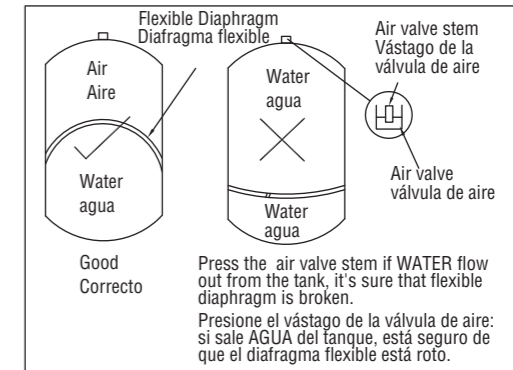 Flexible Diaphragm
Diafragma flexible
Air
Aire
Water
agua
Good
Correcto
Water
agua
Water
agua
Air valve stem
Vástago de la
válvula de aire
Air valve
válvula de aire
Press the air valve stem if WATER flow
out from the tank, it's sure that flexible
diaphragm is broken.
Presione el vástago de la válvula de aire:
si sale AGUA del tanque, está seguro de
que el diafragma flexible está roto.